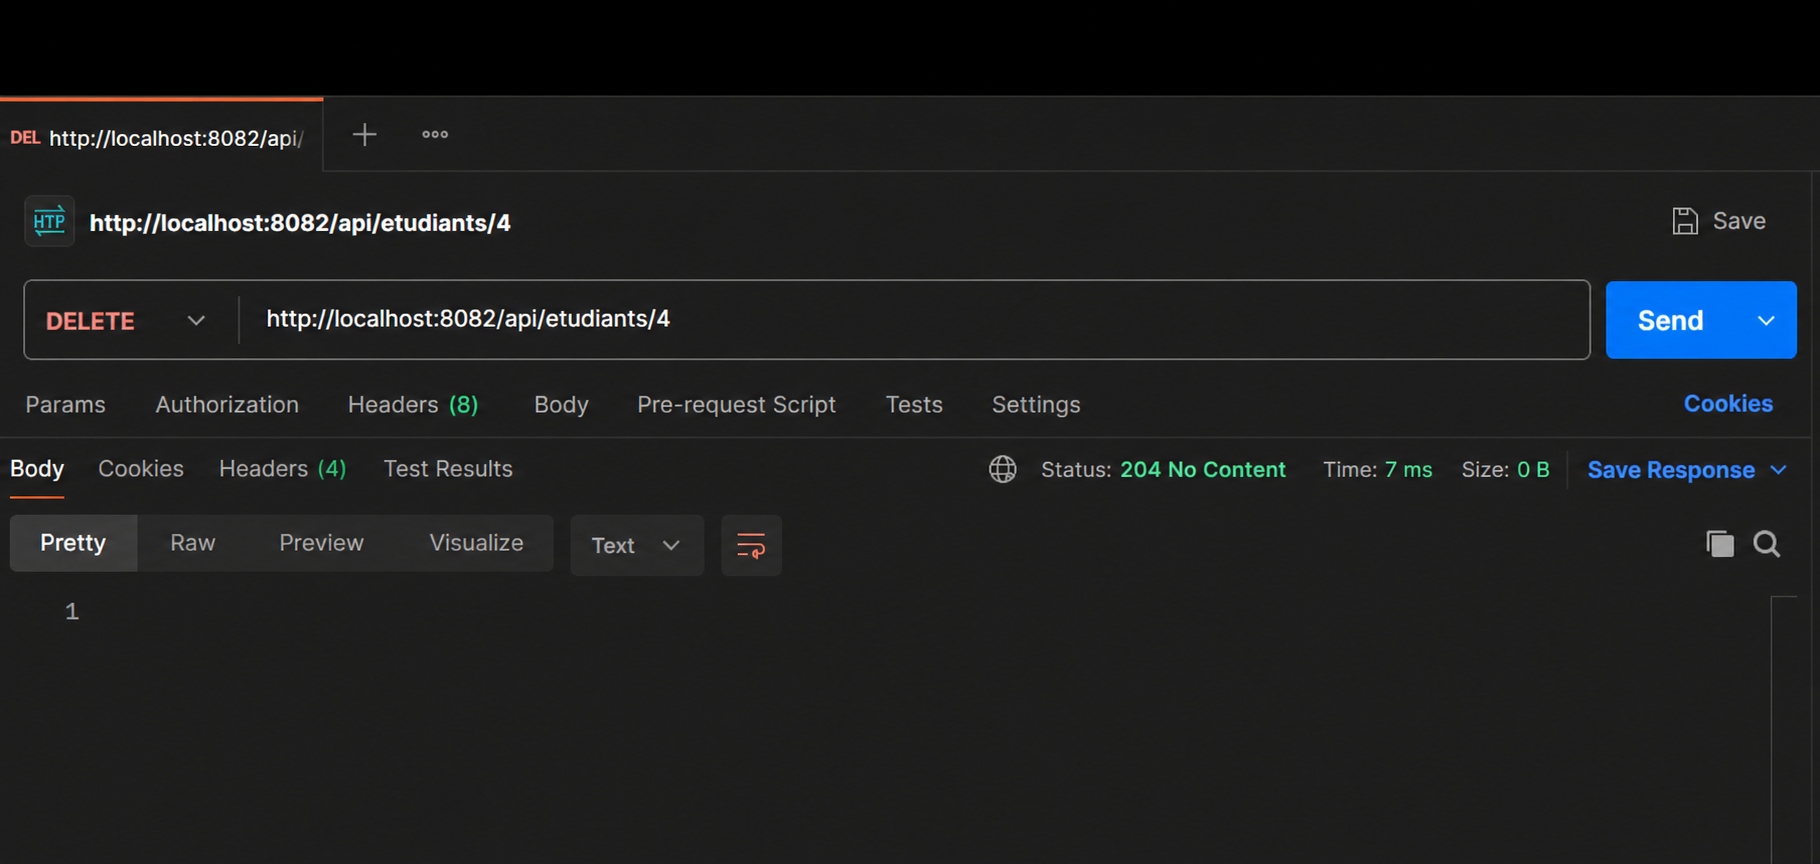 DEL http://localhost:8082/api/
HTP http://localhost:8082/api/etudiants/4 Save
DELETE http://localhost:8082/api/etudiants/4 Send
Params Authorization Headers (8) Body Pre-request Script Tests Settings Cookies
Body Cookies Headers (4) Test Results Status: 204 No Content Time: 7 ms Size: 0 B Save Response
Pretty Raw Preview Visualize Text
1